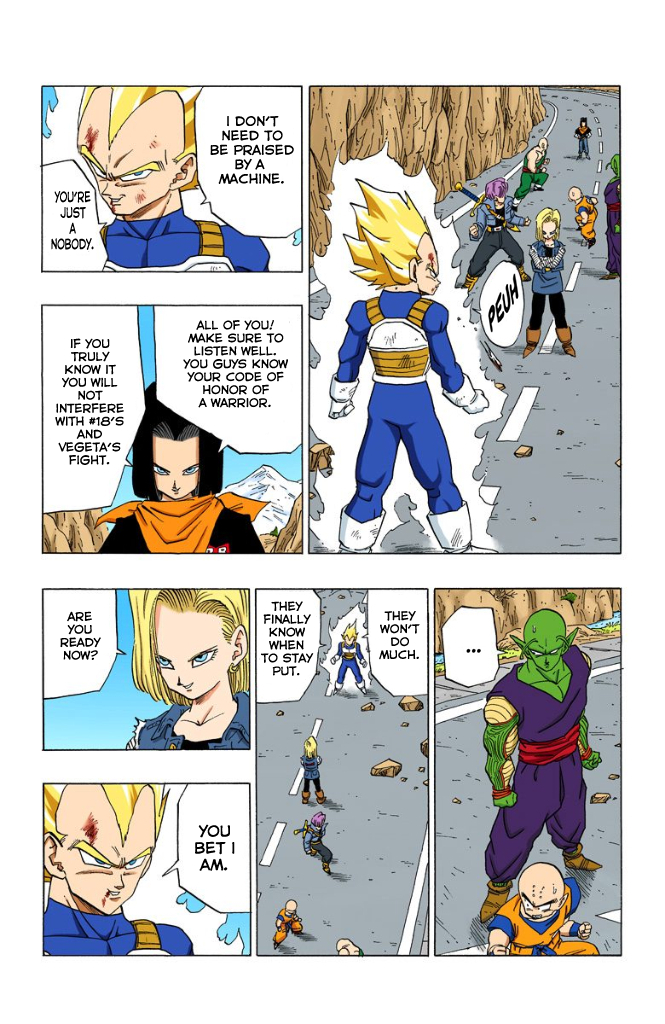 PEUH
I DON'T
NEED TO
BE PRAISED
BY A
MACHINE.
YOU'RE
JUST
A
NOBODY.
ALL OF YOU!
MAKE SURE TO
LISTEN WELL.
YOU GUYS KNOW
YOUR CODE OF
HONOR OF
A WARRIOR.
IF YOU
TRULY
KNOW IT
YOU WILL
NOT
INTERFERE
WITH #18'S
AND
VEGETA'S
FIGHT.
...
THEY
WON'T
DO
MUCH.
THEY
FINALLY
KNOW
WHEN
TO STAY
PUT.
ARE
YOU
READY
NOW?
YOU
BET I
AM.